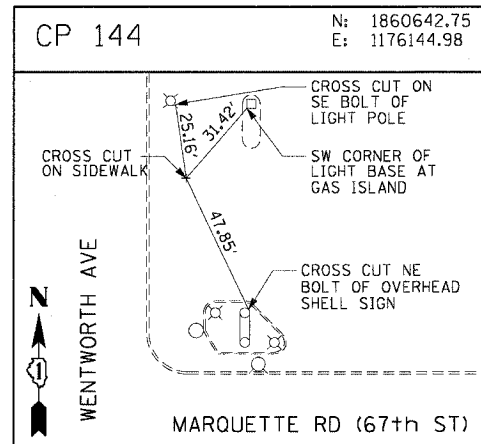 CP 144
N: 1860642.75
E: 1176144.98
CROSS CUT ON
SE BOLT OF
LIGHT POLE
25.16'
31.42'
CROSS CUT
ON SIDEWALK
SW CORNER OF
LIGHT BASE AT
GAS ISLAND
47.85'
CROSS CUT NE
BOLT OF OVERHEAD
SHELL SIGN
WENTWORTH AVE
N
1
MARQUETTE RD (67th ST)